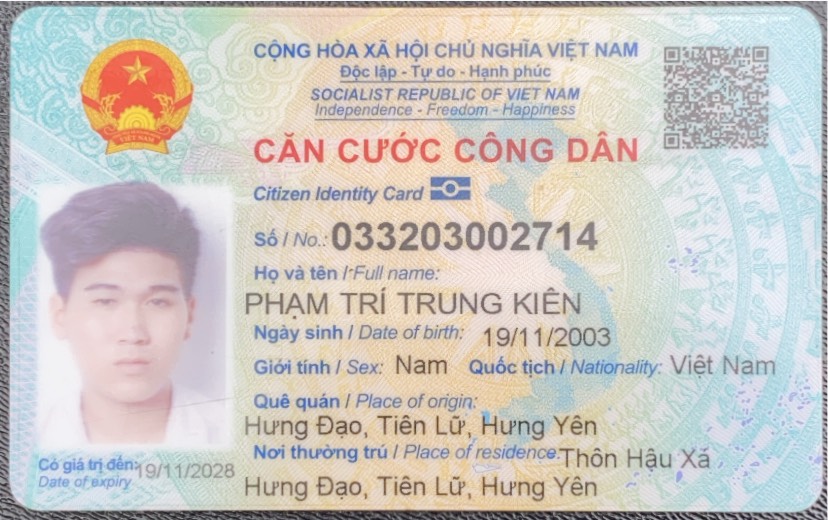 CỘNG HÒA XÃ HỘI CHỦ NGHĨA VIỆT NAM
Độc lập - Tự do - Hạnh phúc
SOCIALIST REPUBLIC OF VIET NAM
Independence - Freedom - Happiness
CĂN CƯỚC CÔNG DÂN
Citizen Identity Card
Số / No.: 033203002714
Họ và tên / Full name:
PHẠM TRÍ TRUNG KIÊN
Ngày sinh / Date of birth: 19/11/2003
Giới tính / Sex: Nam Quốc tịch / Nationality: Việt Nam
Quê quán / Place of origin:
Hưng Đạo, Tiên Lữ, Hưng Yên
Nơi thường trú / Place of residence: Thôn Hậu Xá
Hưng Đạo, Tiên Lữ, Hưng Yên
Có giá trị đến: 19/11/2028
Date of expiry
VIỆT NAM